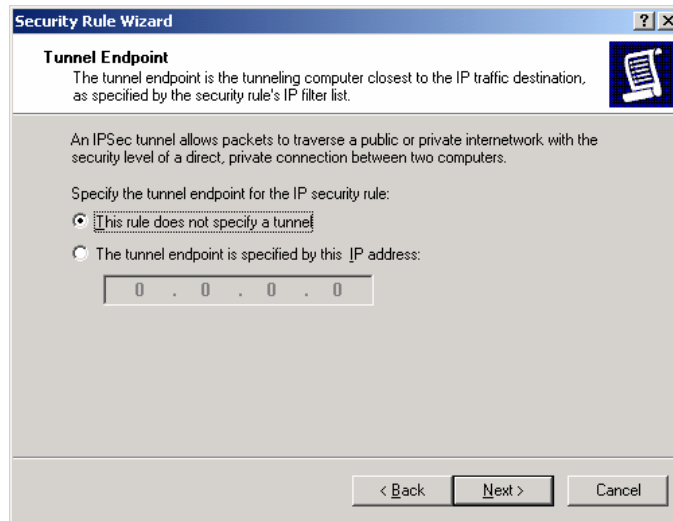 Security Rule Wizard
Tunnel Endpoint
The tunnel endpoint is the tunneling computer closest to the IP traffic destination,
as specified by the security rule's IP filter list.
An IPSec tunnel allows packets to traverse a public or private internetwork with the
security level of a direct, private connection between two computers.
Specify the tunnel endpoint for the IP security rule:
This rule does not specify a tunnel
The tunnel endpoint is specified by this IP address:
0 . 0 . 0 . 0
< Back Next > Cancel